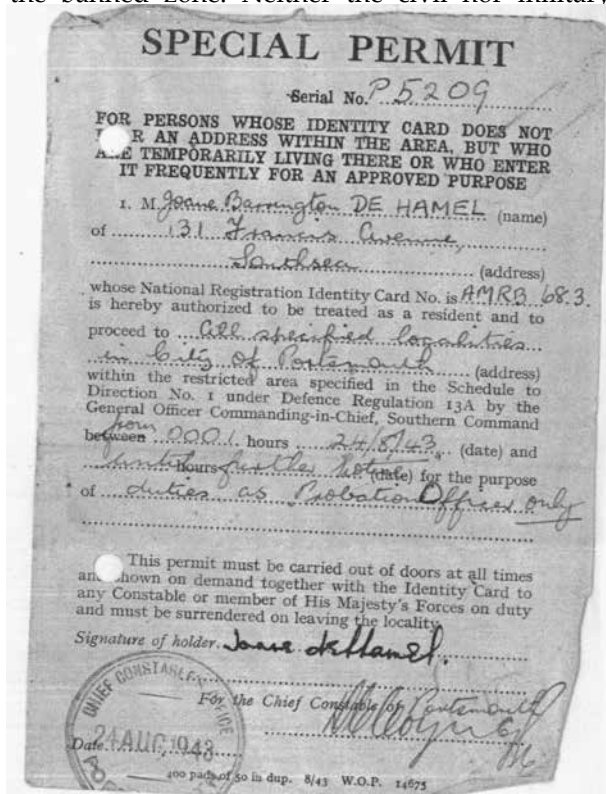 the banned zone. Neither the civil nor military
SPECIAL PERMIT
Serial No. P 5209
FOR PERSONS WHOSE IDENTITY CARD DOES NOT
R AN ADDRESS WITHIN THE AREA, BUT WHO
ARE TEMPORARILY LIVING THERE OR WHO ENTER
IT FREQUENTLY FOR AN APPROVED PURPOSE
1. M. Joane Barrington DE HAMEL (name)
of 131 Francis Avenue,
Southsea (address)
whose National Registration Identity Card No. is AMRB 68.3.
is hereby authorized to be treated as a resident and to
proceed to All specified localities
in City of Portsmouth (address)
within the restricted area specified in the Schedule to
Direction No. 1 under Defence Regulation 13A by the
General Officer Commanding-in-Chief, Southern Command
from
between 0001 hours 24/8/43. (date) and
until hours further notice (date) for the purpose
of duties as Probation Officer only
This permit must be carried out of doors at all times
and shown on demand together with the Identity Card to
any Constable or member of His Majesty's Forces on duty
and must be surrendered on leaving the locality.
Signature of holder. Joane de Hamel.
For the Chief Constable of Portsmouth
CHIEF CONSTABLE'S OFFICE
Date 24 AUG 1943
400 pads of 50 in dup. 8/43 W.O.P. 14675